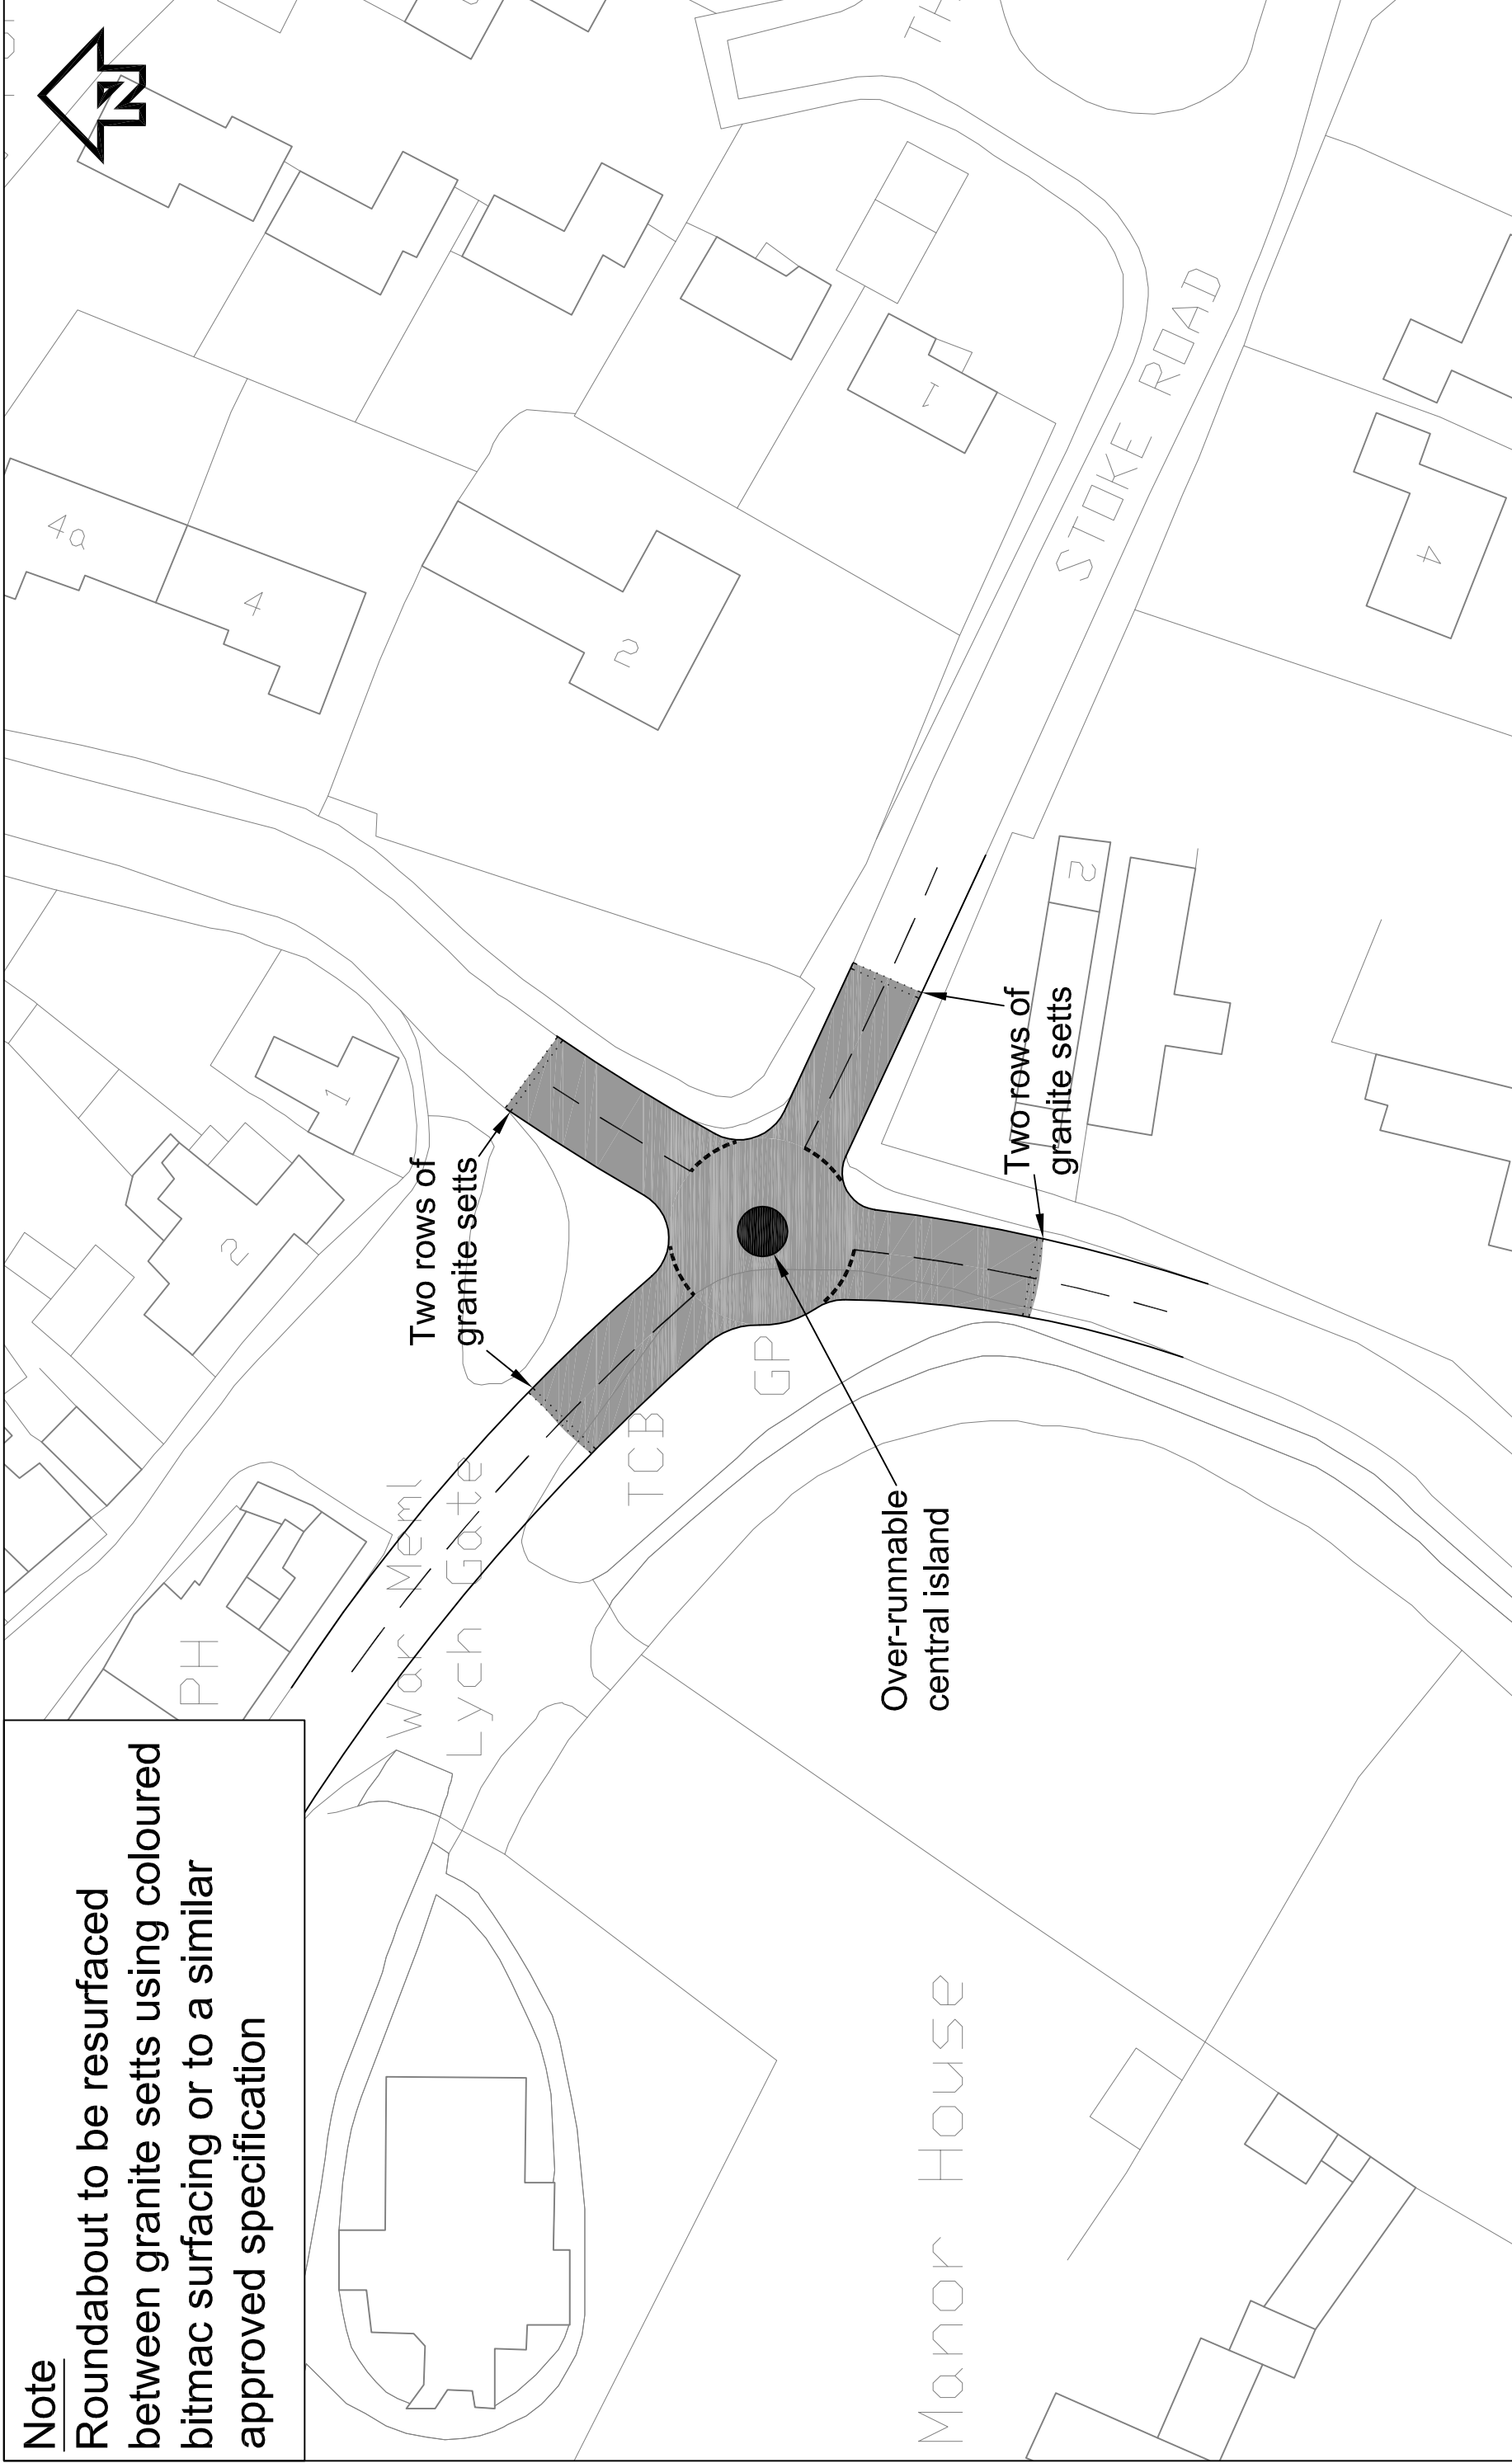 Note
Roundabout to be resurfaced
between granite setts using coloured
bitmac surfacing or to a similar
approved specification
N
PH
War Meml
Lych Gate
TCB
GP
Manor House
Two rows of
granite setts
Two rows of
granite setts
Over-runnable
central island
STOKE ROAD
1
2
4
4a
2
1
2
4